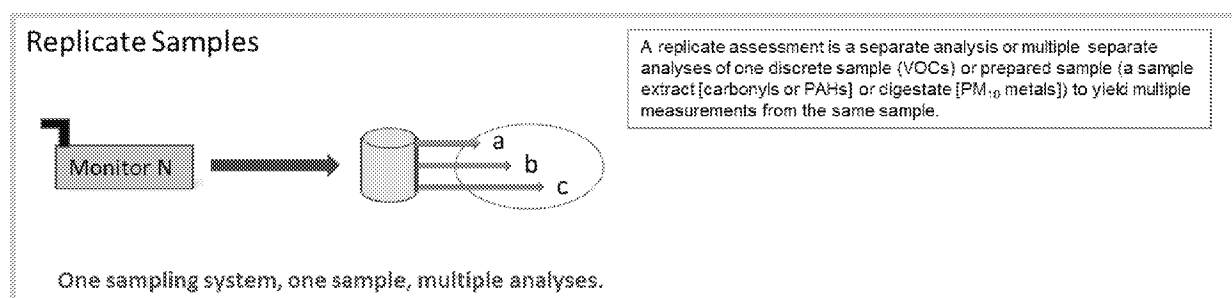 Replicate Samples
A replicate assessment is a separate analysis or multiple separate
analyses of one discrete sample (VOCs) or prepared sample (a sample
extract [carbonyls or PAHs] or digestate [PM10 metals]) to yield multiple
measurements from the same sample.
Monitor N
a
b
c
One sampling system, one sample, multiple analyses.